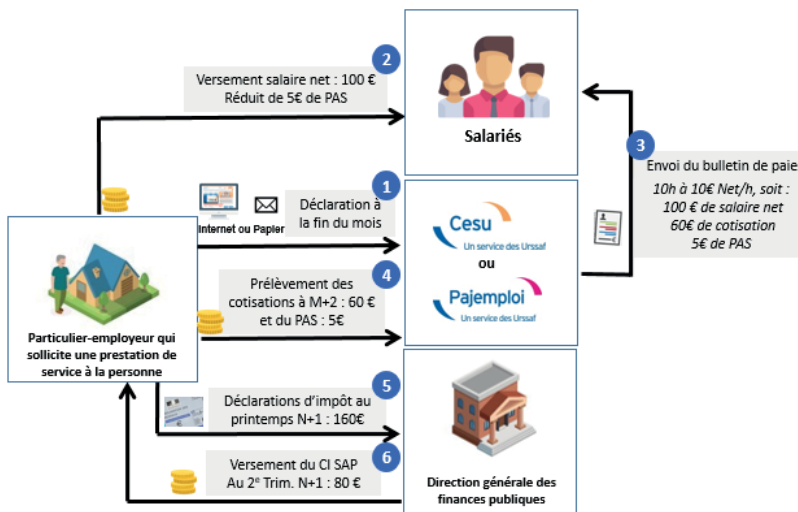 2
Versement salaire net : 100 €
Réduit de 5€ de PAS
Salariés
3
Envoi du bulletin de paie
10h à 10€ Net/h, soit :
100 € de salaire net
60€ de cotisation
5€ de PAS
1
Internet ou Papier
Déclaration à
la fin du mois
Cesu
Un service des Urssaf
ou
Pajemploi
Un service des Urssaf
4
Prélèvement des
cotisations à M+2 : 60 €
et du PAS : 5€
Particulier-employeur qui
sollicite une prestation de
service à la personne
5
Déclarations d’impôt au
printemps N+1 : 160€
6
Versement du CI SAP
Au 2e Trim. N+1 : 80 €
Direction générale des
finances publiques